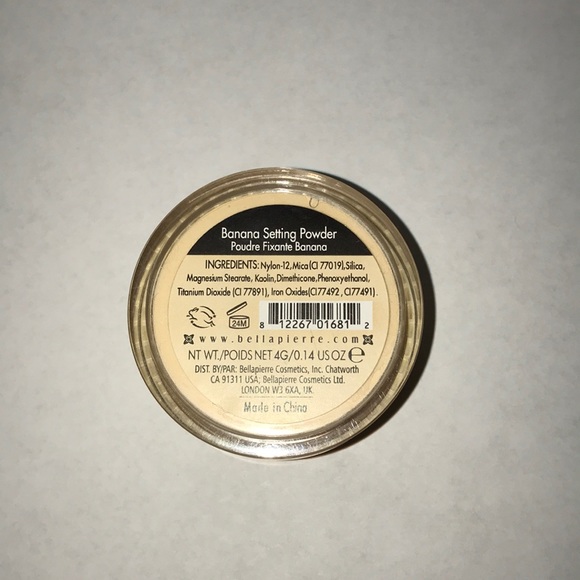 Banana Setting Powder
Poudre Fixante Banana
INGREDIENTS: Nylon-12, Mica(CI 77019),Silica,
Magnesium Stearate, Kaolin, Dimethicone,Phenoxyethanol,
Titanium Dioxide (CI 77891), Iron Oxides(CI77492 , CI77491).
24M
8 12267 01681 2
www.bellapierre.com
NT WT./POIDS NET 4G/0.14 US OZ e
DIST. BY/PAR: Bellapierre Cosmetics, Inc. Chatworth
CA 91311 USA; Bellapierre Cosmetics Ltd.
LONDON W3 6XA, UK.
Made in China